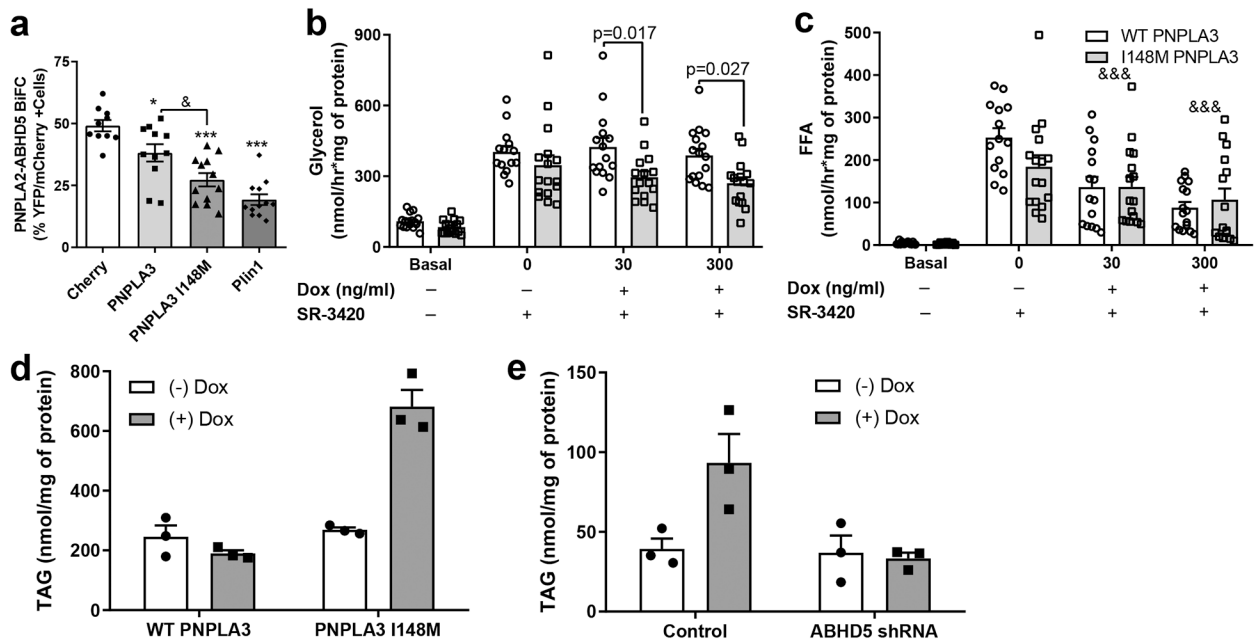 a
PNPLA2-ABHD5 BiFC
(% YFP/mCherry +Cells)
75
50
25
0
*
&
***
***
Cherry
PNPLA3
PNPLA3 I148M
Plin1
b
Glycerol
(nmol/hr*mg of protein)
900
600
300
0
p=0.017
p=0.027
Basal 0 30 300
Dox (ng/ml) – – + +
SR-3420 – + + +
c
FFA
(nmol/hr*mg of protein)
500
400
300
200
100
0
WT PNPLA3
I148M PNPLA3
&&&
&&&
Basal 0 30 300
Dox (ng/ml) – – + +
SR-3420 – + + +
d
TAG (nmol/mg of protein)
800
600
400
200
0
(-) Dox
(+) Dox
WT PNPLA3 PNPLA3 I148M
e
TAG (nmol/mg of protein)
150
100
50
0
(-) Dox
(+) Dox
Control ABHD5 shRNA